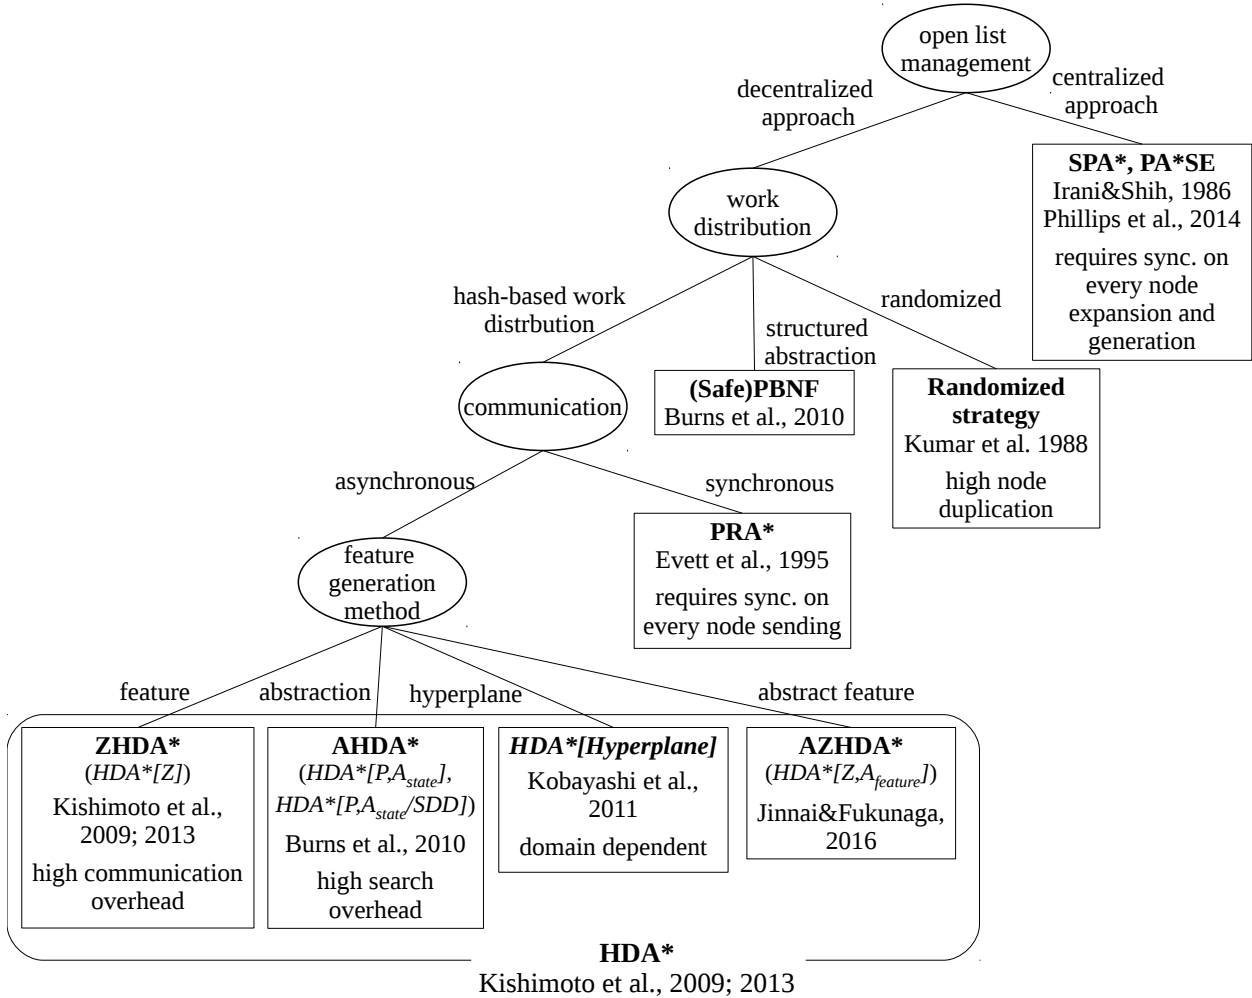 open list
management
decentralized
approach
centralized
approach
SPA*, PA*SE
Irani&Shih, 1986
Phillips et al., 2014
requires sync. on
every node
expansion and
generation
work
distribution
hash-based work
distrbution
structured
abstraction
randomized
communication
(Safe)PBNF
Burns et al., 2010
Randomized
strategy
Kumar et al. 1988
high node
duplication
asynchronous
synchronous
PRA*
Evett et al., 1995
requires sync. on
every node sending
feature
generation
method
feature
abstraction
hyperplane
abstract feature
ZHDA*
(HDA*[Z])
Kishimoto et al.,
2009; 2013
high communication
overhead
AHDA*
(HDA*[P,A_state],
HDA*[P,A_state/SDD])
Burns et al., 2010
high search
overhead
HDA*[Hyperplane]
Kobayashi et al.,
2011
domain dependent
AZHDA*
(HDA*[Z,A_feature])
Jinnai&Fukunaga,
2016
HDA*
Kishimoto et al., 2009; 2013